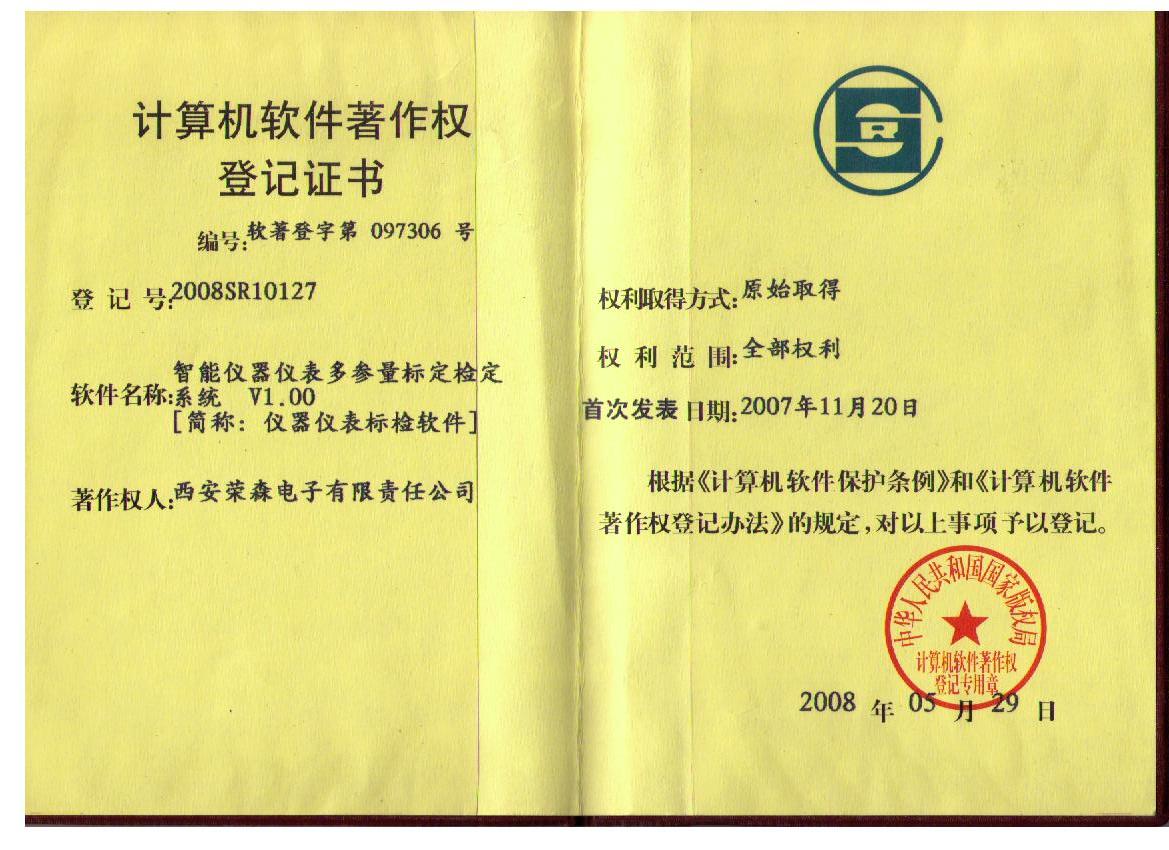 计算机软件著作权
登记证书
编号:软著登字第 097306 号
登 记 号:2008SR10127
软件名称:智能仪器仪表多参量标定检定
系统 V1.00
[简称: 仪器仪表标检软件]
著作权人:西安荣森电子有限责任公司
R
权利取得方式:原始取得
权 利 范 围:全部权利
首次发表日期:2007年11月20日
根据《计算机软件保护条例》和《计算机软件
著作权登记办法》的规定,对以上事项予以登记。
中华人民共和国国家版权局
计算机软件著作权
登记专用章
2008 年 05 月 29 日